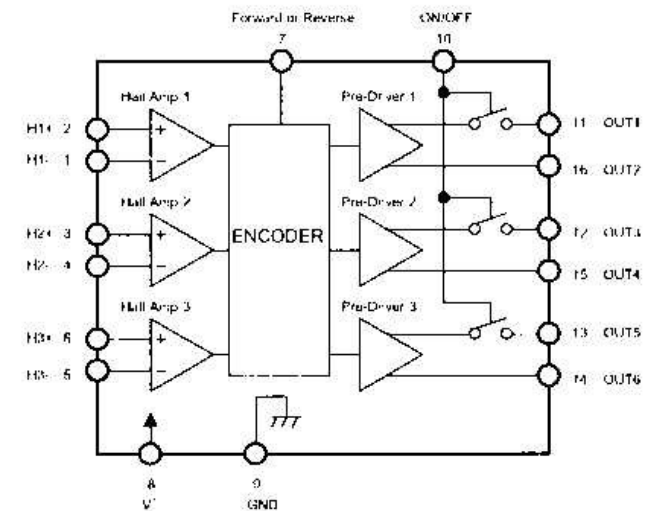 Forward or Reverse
7
ON/OFF
10
Hall Amp 1
Pre-Driver 1
H1+ 2
+
11 OUT1
H1- 1
-
16 OUT2
Hall Amp 2
Pre-Driver 2
H2+ 3
+
ENCODER
12 OUT3
H2- 4
-
15 OUT4
Hall Amp 3
Pre-Driver 3
H3+ 6
+
13 OUT5
H3- 5
-
14 OUT6
8
9
V+
GND